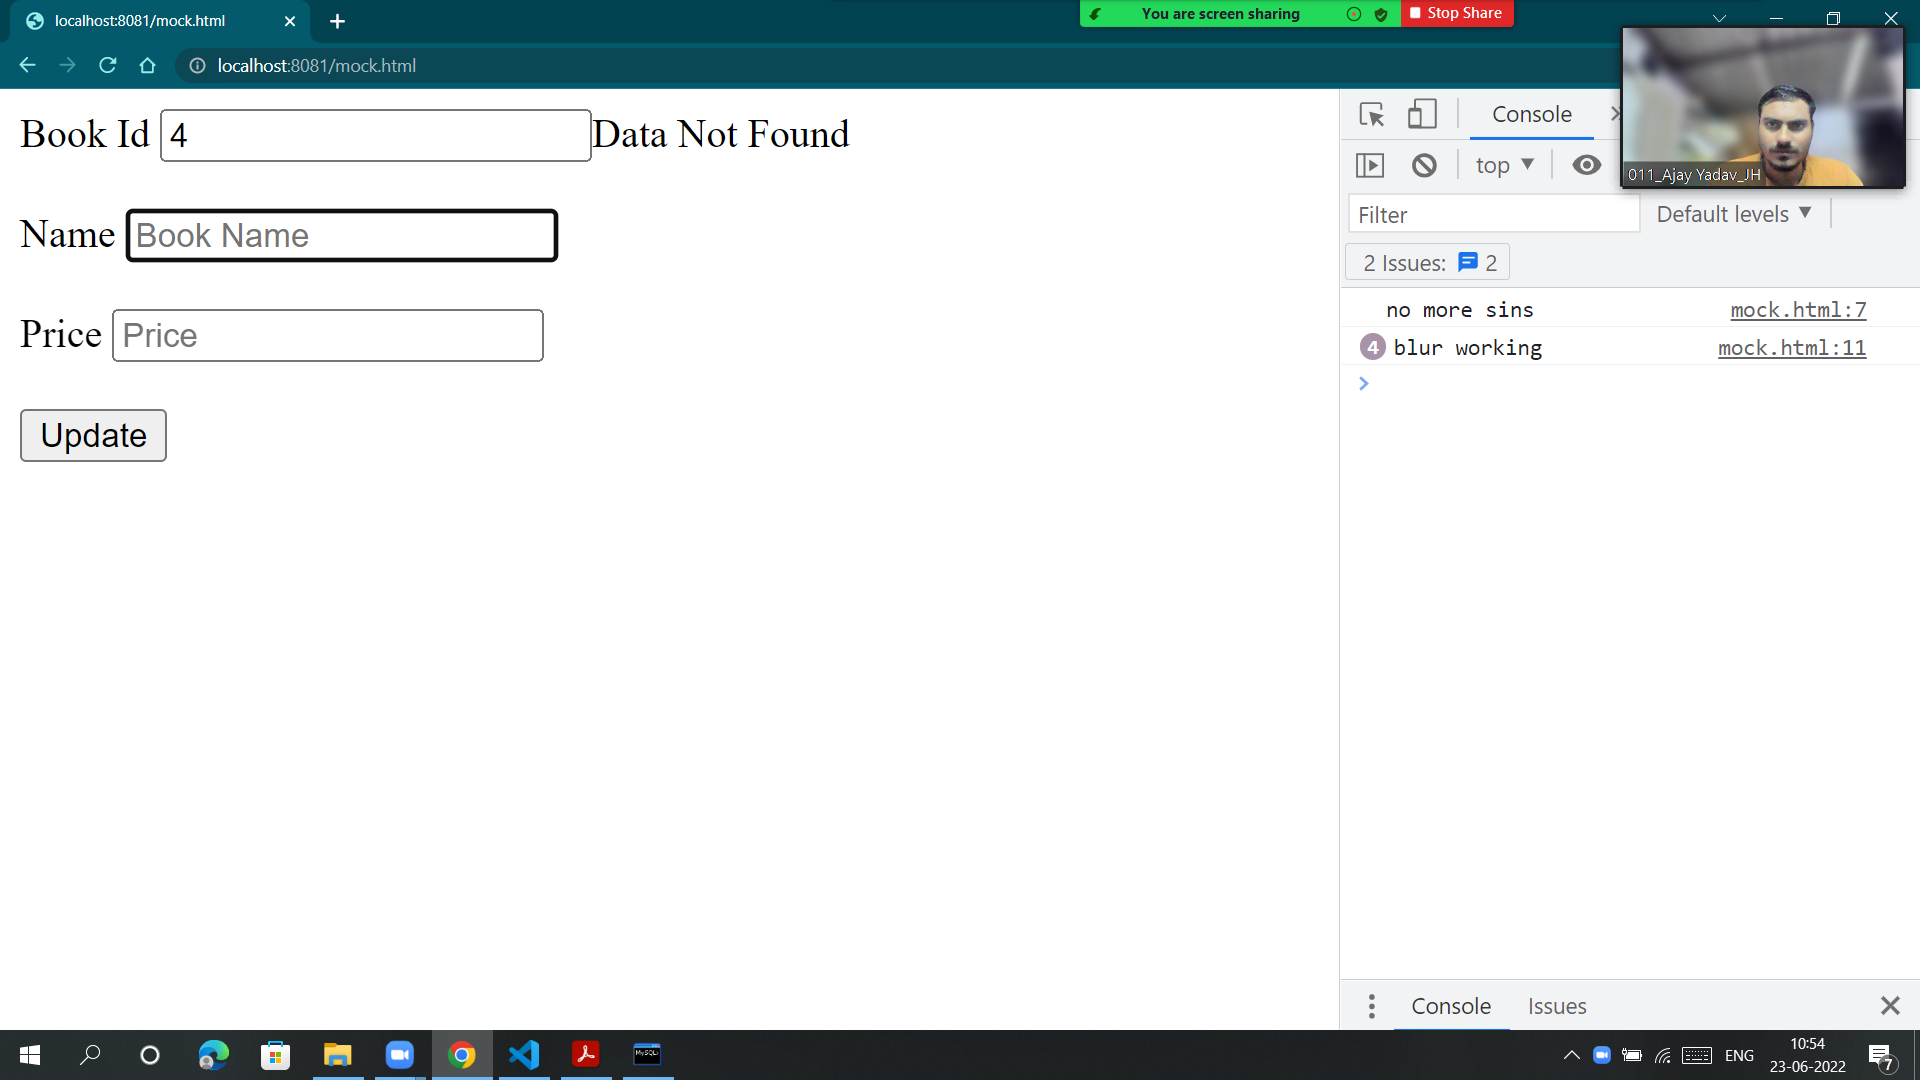 localhost:8081/mock.html
You are screen sharing
Stop Share
localhost:8081/mock.html
Book Id 4 Data Not Found
Name Book Name
Price Price
Update
Console
top
011_Ajay Yadav_JH
Filter
Default levels
2 Issues: 2
no more sins mock.html:7
4 blur working mock.html:11
Console Issues
MySQL
ENG
10:54
23-06-2022
7